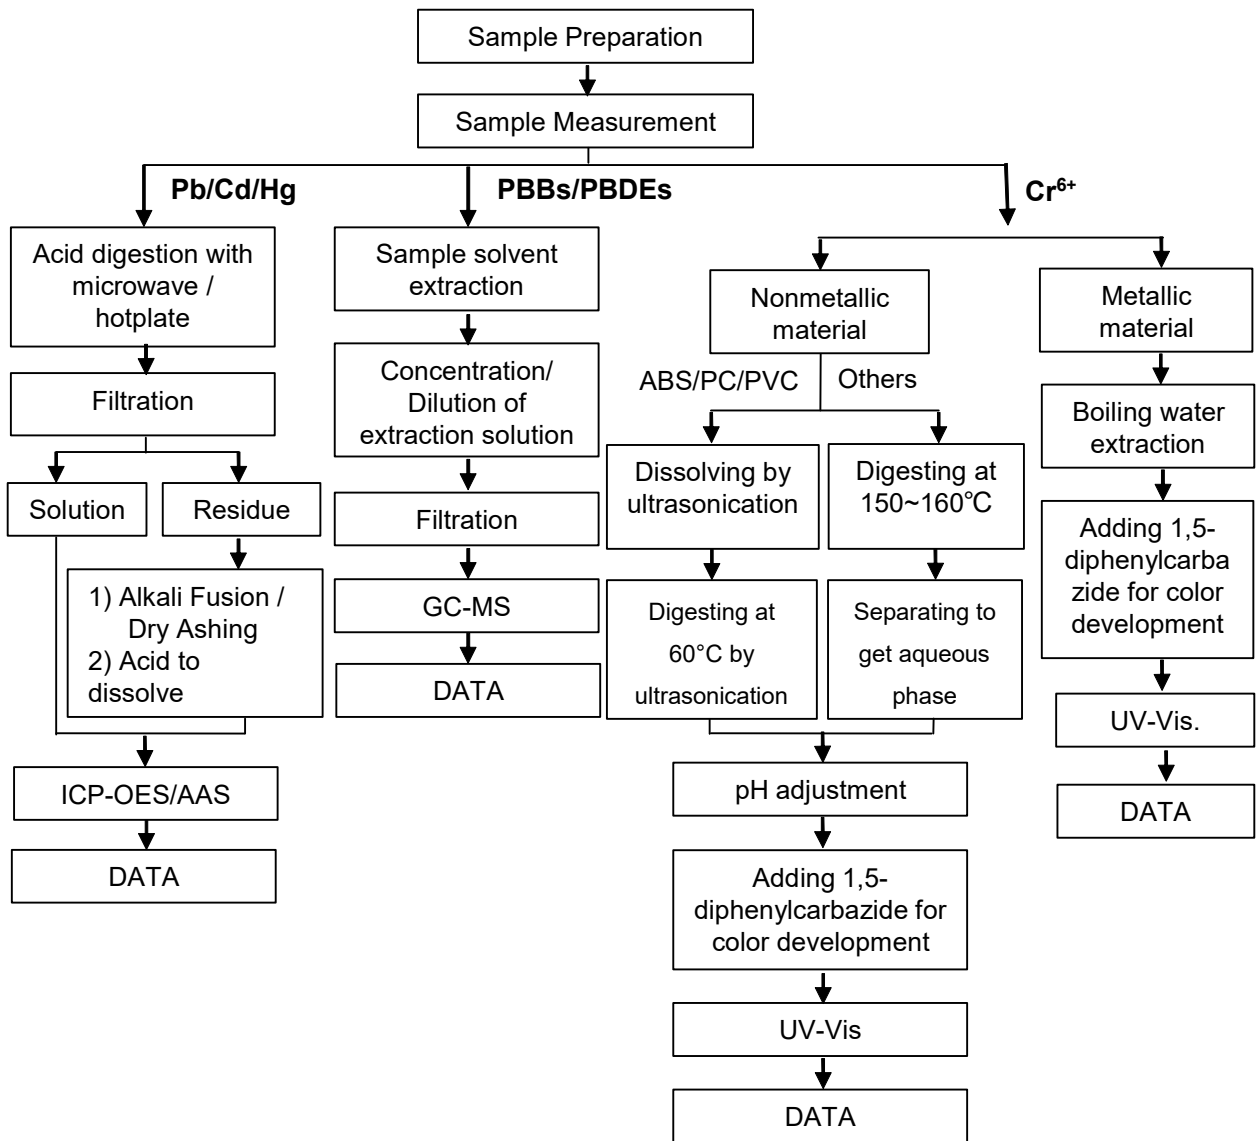 Sample Preparation
Sample Measurement
Pb/Cd/Hg
PBBs/PBDEs
Cr⁶⁺
Acid digestion with
microwave /
hotplate
Filtration
Solution
Residue
1) Alkali Fusion /
Dry Ashing
2) Acid to
dissolve
ICP-OES/AAS
DATA
Sample solvent
extraction
Concentration/
Dilution of
extraction solution
Filtration
GC-MS
DATA
Nonmetallic
material
ABS/PC/PVC
Others
Dissolving by
ultrasonication
Digesting at
60°C by
ultrasonication
Digesting at
150~160℃
Separating to
get aqueous
phase
pH adjustment
Adding 1,5-
diphenylcarbazide for
color development
UV-Vis
DATA
Metallic
material
Boiling water
extraction
Adding 1,5-
diphenylcarba
zide for color
development
UV-Vis.
DATA